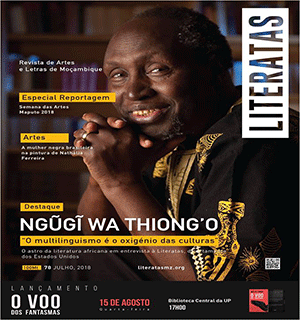 Revista de Artes
e Letras de Moçambique
LITERATAS
Especial Reportagem
Semana das Artes
Maputo 2018
Artes
A mulher negra brasileira
na pintura de Nathália
Ferreira
Destaque
NGŨGĨ WA THIONG'O
"O multilinguismo é o oxigénio das culturas"
O astro da literatura africana em entrevista à Literatas,
dos Estados Unidos
78 JULHO, 2018
literatasmz.org
LANÇAMENTO
O VOO
DOS FANTASMAS
15 DE AGOSTO
Quarta-feira
Biblioteca Central da UP
17H00